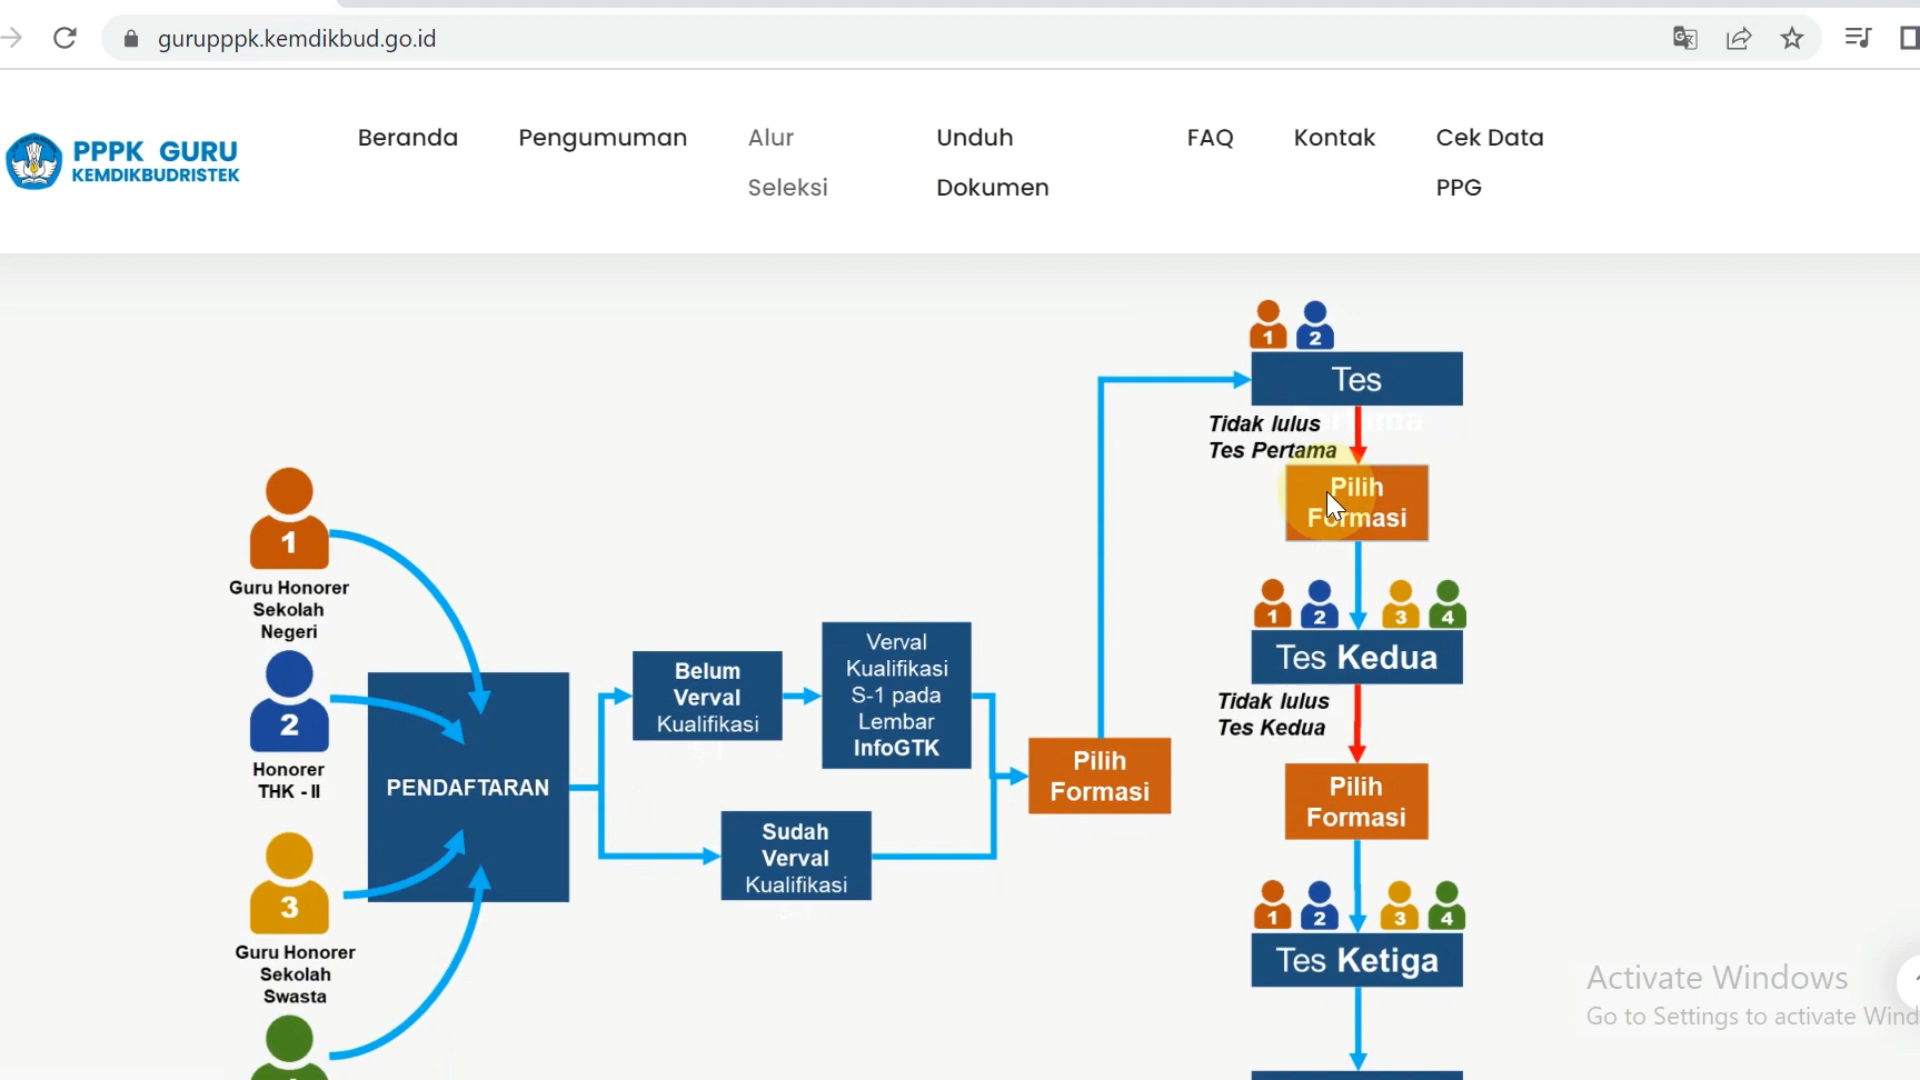 gurupppk.kemdikbud.go.id
PPPK GURU
KEMDIKBUDRISTEK
Beranda
Pengumuman
Alur
Seleksi
Unduh
Dokumen
FAQ
Kontak
Cek Data
PPG
1 2
Tes
Tidak lulus
Tes Pertama
Pilih
Formasi
1 2 3 4
Tes Kedua
Tidak lulus
Tes Kedua
Pilih
Formasi
1 2 3 4
Tes Ketiga
1
Guru Honorer
Sekolah
Negeri
2
Honorer
THK - II
3
Guru Honorer
Sekolah
Swasta
PENDAFTARAN
Belum
Verval
Kualifikasi
Verval
Kualifikasi
S-1 pada
Lembar
InfoGTK
Sudah
Verval
Kualifikasi
Pilih
Formasi
Activate Windows
Go to Settings to activate Wind